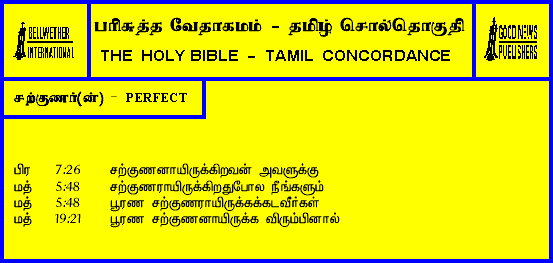 BELLWETHER
INTERNATIONAL
பரிசுத்த வேதாகமம் – தமிழ் சொல்தொகுதி
THE HOLY BIBLE – TAMIL CONCORDANCE
GOOD NEWS
PUBLISHERS
சற்குணர்(ன்) – PERFECT
பிர 7:26 சற்குணனாயிருக்கிறவன் அவளுக்கு
மத் 5:48 சற்குணராயிருக்கிறதுபோல நீங்களும்
மத் 5:48 பூரண சற்குணராயிருக்கக்கடவீர்கள்
மத் 19:21 பூரண சற்குணனாயிருக்க விரும்பினால்